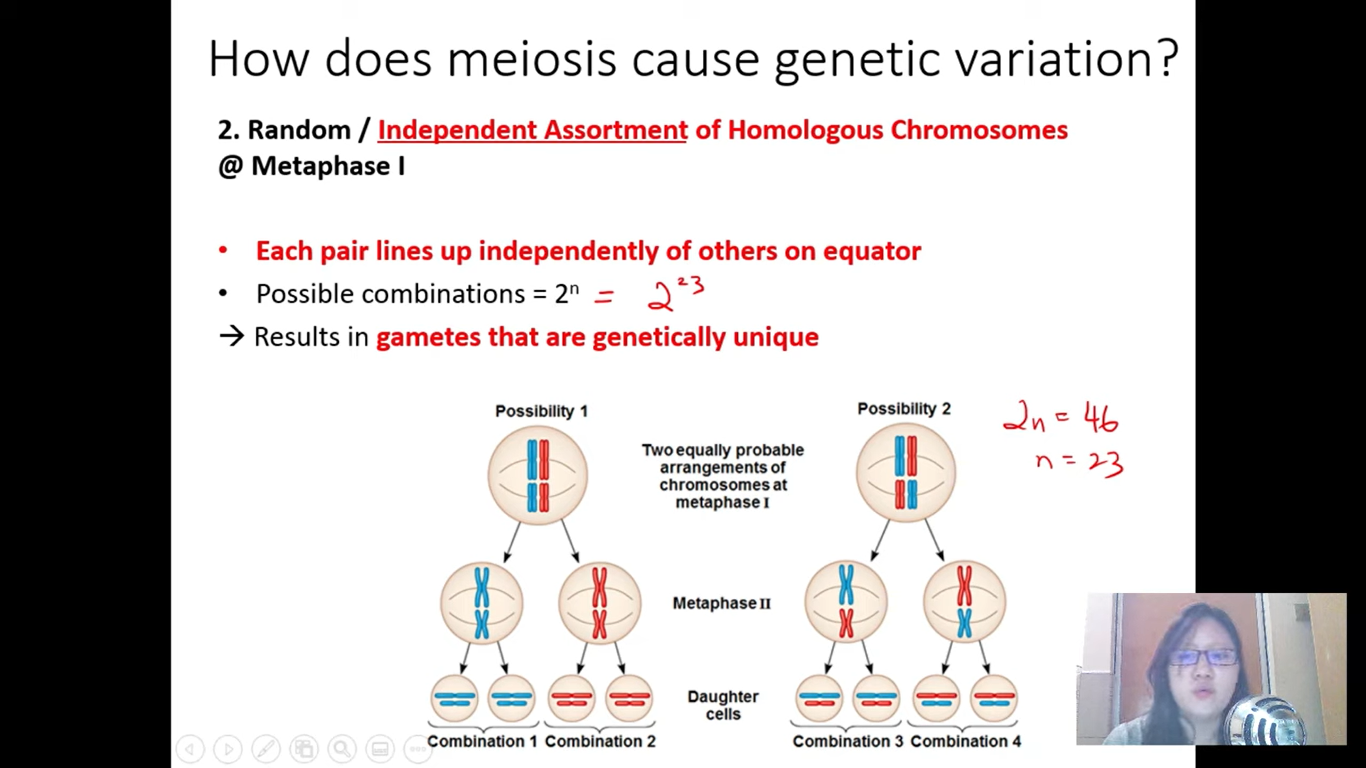 How does meiosis cause genetic variation?
2. Random / Independent Assortment of Homologous Chromosomes
@ Metaphase I
• Each pair lines up independently of others on equator
• Possible combinations = 2ⁿ = 2²³
→ Results in gametes that are genetically unique
Possibility 1
Two equally probable
arrangements of
chromosomes at
metaphase I
Possibility 2
2n = 46
n = 23
Metaphase II
Daughter
cells
Combination 1 Combination 2
Combination 3 Combination 4